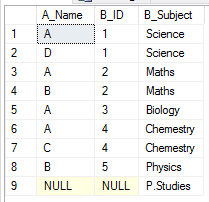 A_Name B_ID B_Subject
1 A 1 Science
2 D 1 Science
3 A 2 Maths
4 B 2 Maths
5 A 3 Biology
6 A 4 Chemestry
7 C 4 Chemestry
8 B 5 Physics
9 NULL NULL P.Studies